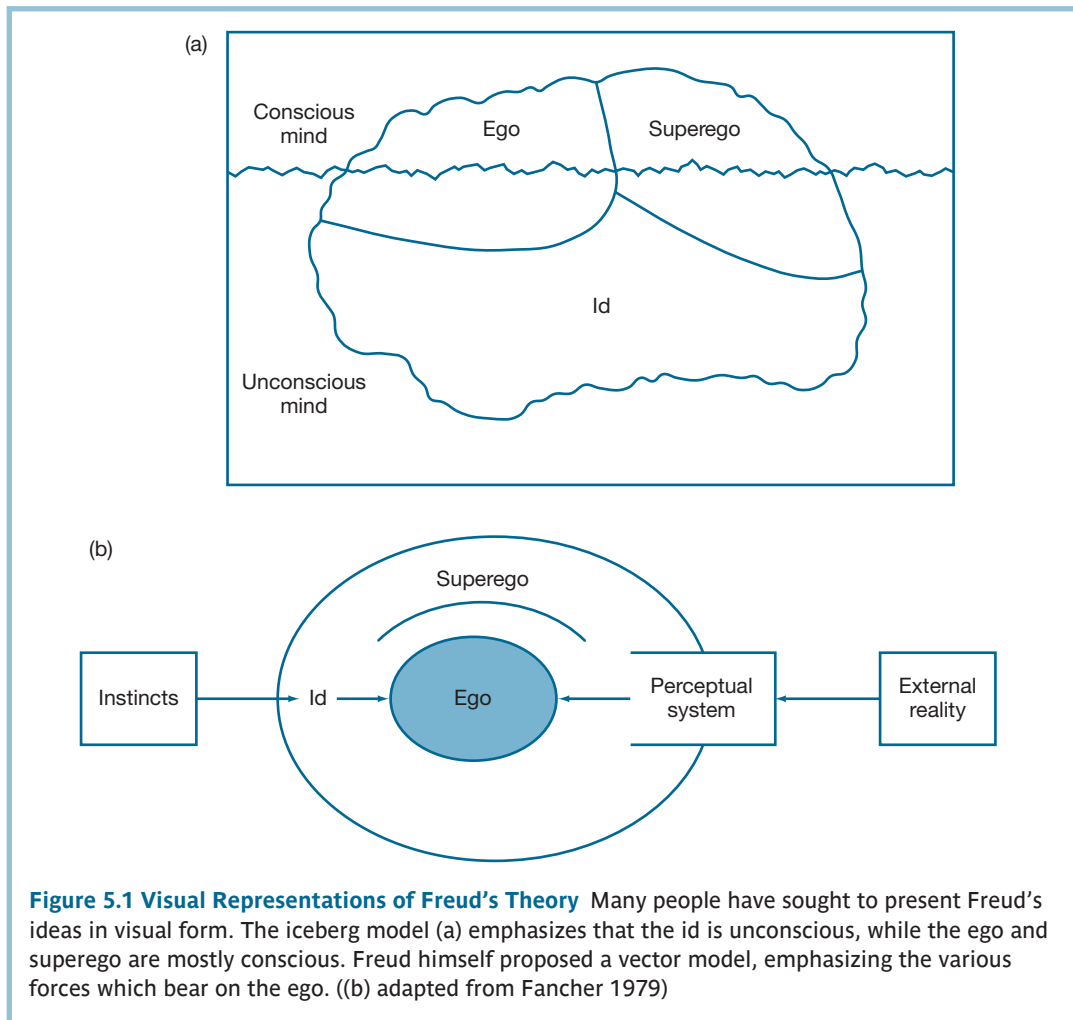 (a)
Conscious
mind
Ego
Superego
Id
Unconscious
mind
(b)
Superego
Instincts
Id
Ego
Perceptual
system
External
reality
Figure 5.1 Visual Representations of Freud's Theory Many people have sought to present Freud's
ideas in visual form. The iceberg model (a) emphasizes that the id is unconscious, while the ego and
superego are mostly conscious. Freud himself proposed a vector model, emphasizing the various
forces which bear on the ego. ((b) adapted from Fancher 1979)